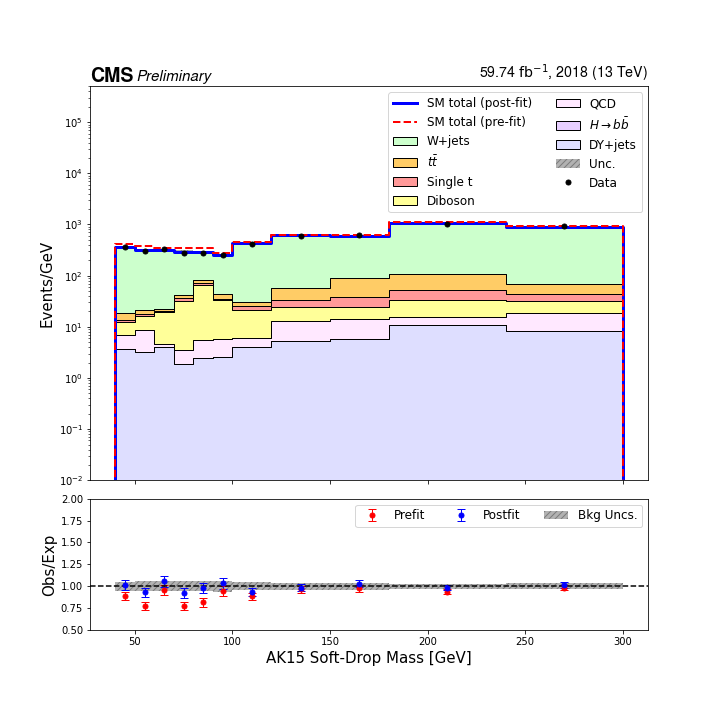 CMS Preliminary
59.74 fb⁻¹, 2018 (13 TeV)
Events/GeV
10⁵
10⁴
10³
10²
10¹
10⁰
10⁻¹
10⁻²
SM total (post-fit)
SM total (pre-fit)
W+jets
tt̄
Single t
Diboson
QCD
H→bb̄
DY+jets
Unc.
Data
Obs/Exp
2.00
1.75
1.50
1.25
1.00
0.75
0.50
Prefit
Postfit
Bkg Uncs.
50
100
150
200
250
300
AK15 Soft-Drop Mass [GeV]